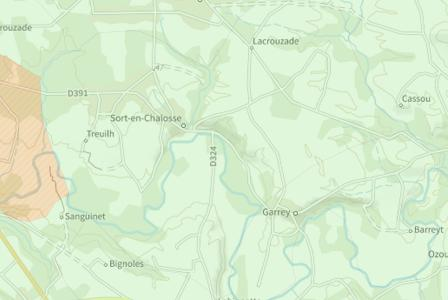 rouzade
Lacrouzade
47
D391
Cassou
Sort-en-Chalosse
Treuilh
D324
Garrey
Sanguinet
Barreyt
Ozou
Bignoles